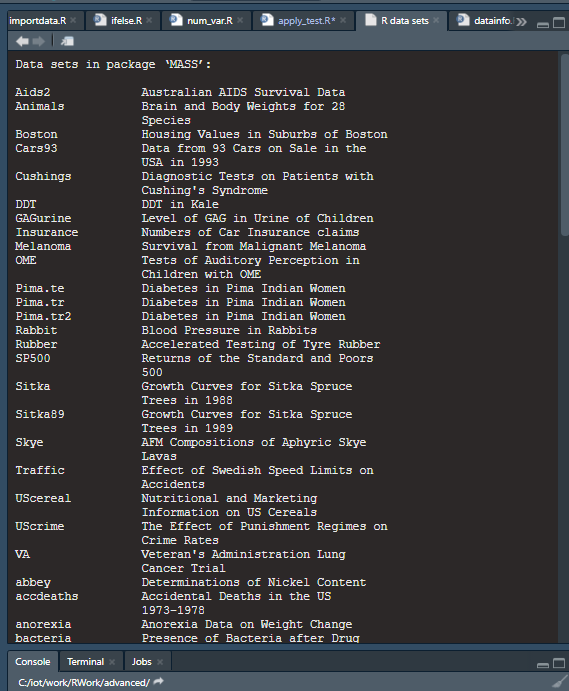 importdata.R × ifelse.R × num_var.R × apply_test.R* × R data sets × datainfo.
Data sets in package ‘MASS’:
Aids2 Australian AIDS Survival Data
Animals Brain and Body Weights for 28
Species
Boston Housing Values in Suburbs of Boston
Cars93 Data from 93 Cars on Sale in the
USA in 1993
Cushings Diagnostic Tests on Patients with
Cushing's Syndrome
DDT DDT in Kale
GAGurine Level of GAG in Urine of Children
Insurance Numbers of Car Insurance claims
Melanoma Survival from Malignant Melanoma
OME Tests of Auditory Perception in
Children with OME
Pima.te Diabetes in Pima Indian Women
Pima.tr Diabetes in Pima Indian Women
Pima.tr2 Diabetes in Pima Indian Women
Rabbit Blood Pressure in Rabbits
Rubber Accelerated Testing of Tyre Rubber
SP500 Returns of the Standard and Poors
500
Sitka Growth Curves for Sitka Spruce
Trees in 1988
Sitka89 Growth Curves for Sitka Spruce
Trees in 1989
Skye AFM Compositions of Aphyric Skye
Lavas
Traffic Effect of Swedish Speed Limits on
Accidents
UScereal Nutritional and Marketing
Information on US Cereals
UScrime The Effect of Punishment Regimes on
Crime Rates
VA Veteran's Administration Lung
Cancer Trial
abbey Determinations of Nickel Content
accdeaths Accidental Deaths in the US
1973-1978
anorexia Anorexia Data on Weight Change
bacteria Presence of Bacteria after Drug
Console Terminal × Jobs ×
C:/iot/work/RWork/advanced/